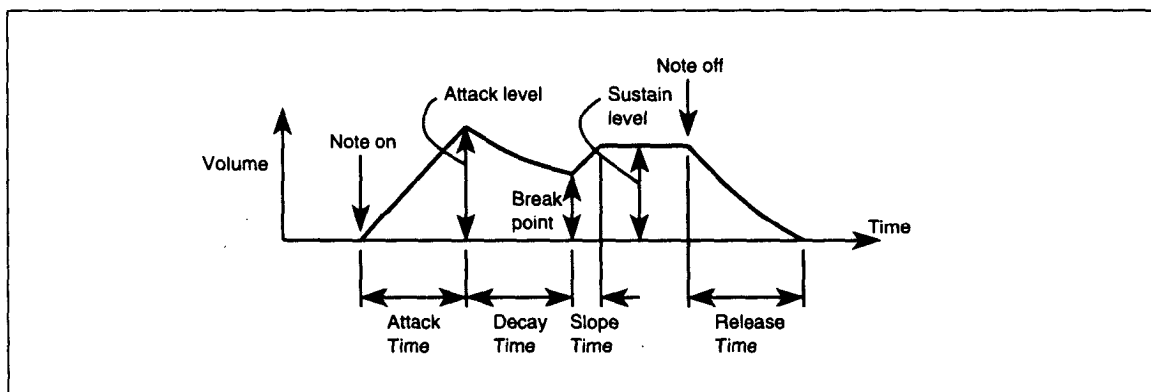 Note off
Attack level
Sustain
level
Note on
Volume
Break
point
Time
Attack
Time
Decay
Time
Slope
Time
Release
Time